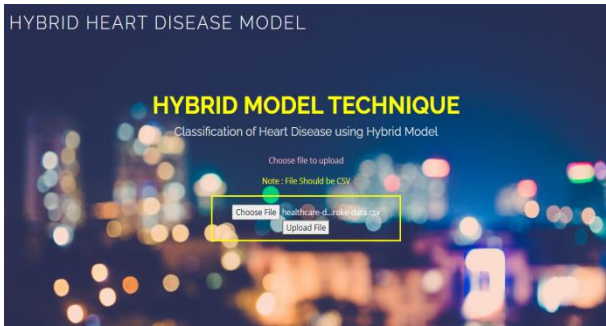 HYBRID HEART DISEASE MODEL
HYBRID MODEL TECHNIQUE
Classification of Heart Disease using Hybrid Model
Choose file to upload
Note : File Should be CSV
Choose File healthcare-d...roke-data.csv
Upload File